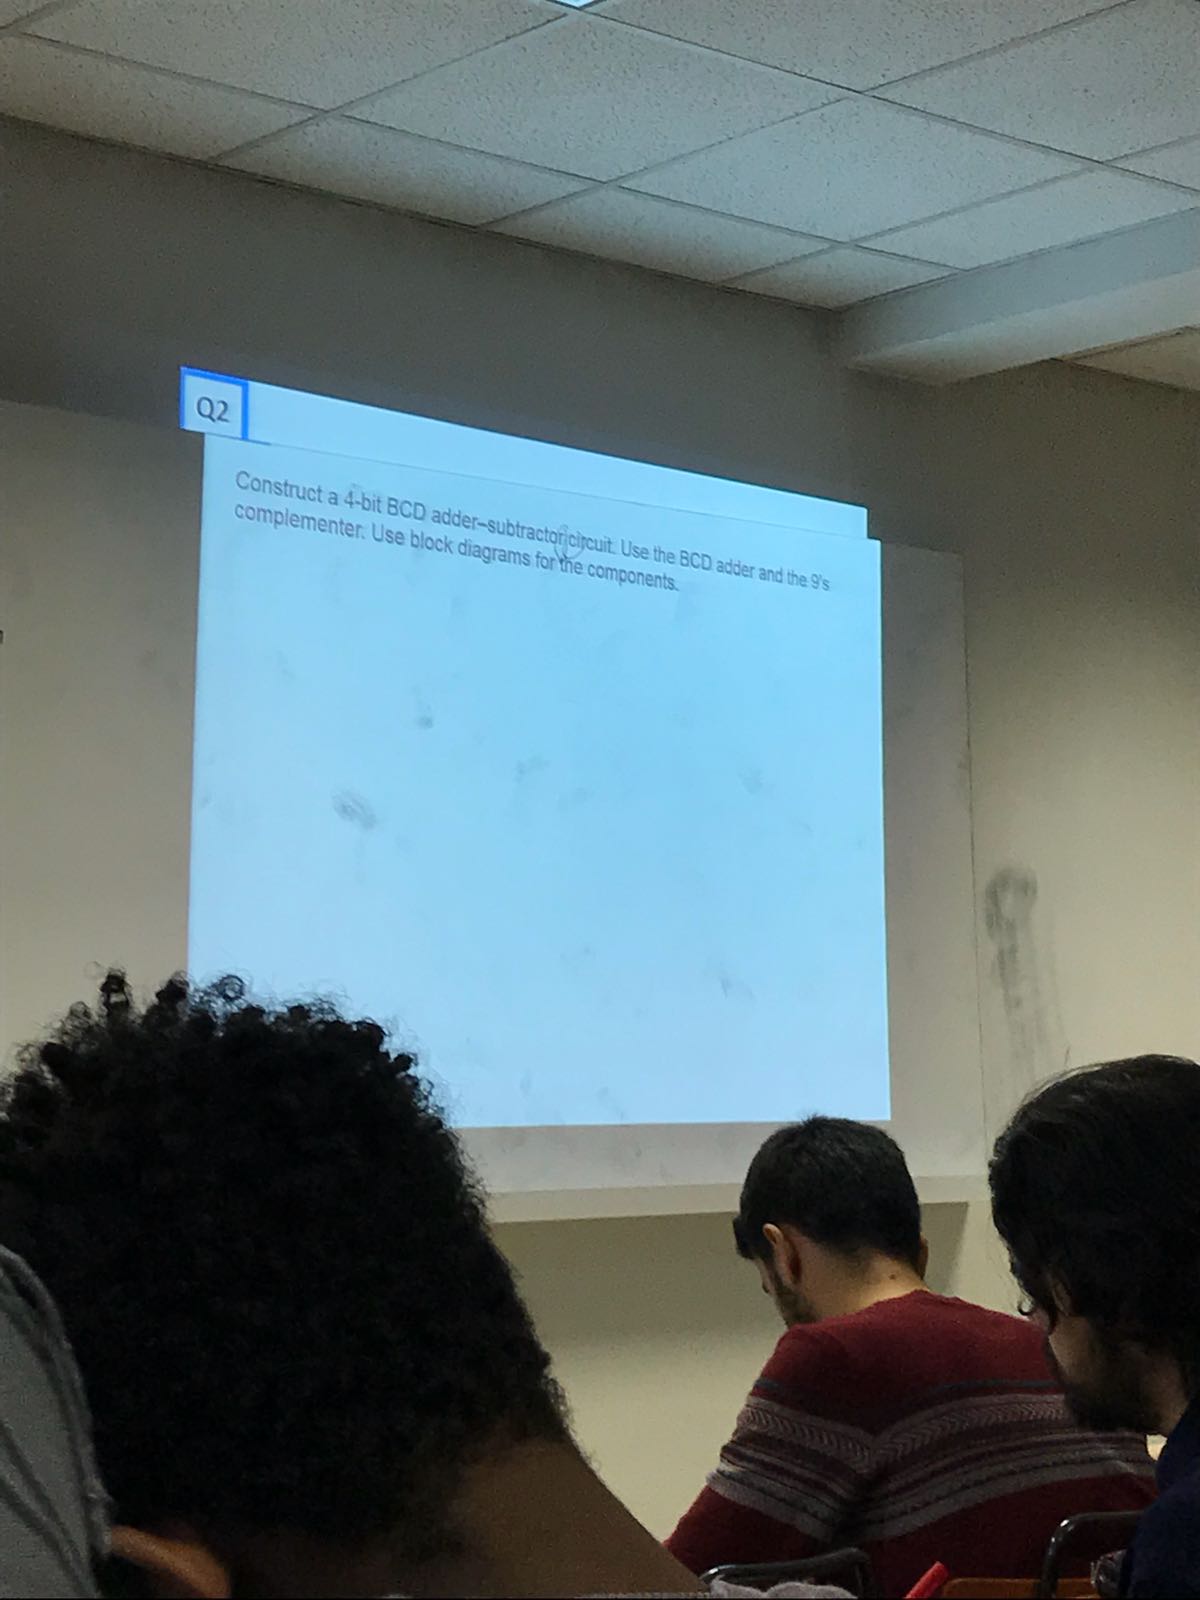 Q2
Construct a 4-bit BCD adder–subtractor circuit. Use the BCD adder and the 9's
complementer. Use block diagrams for the components.